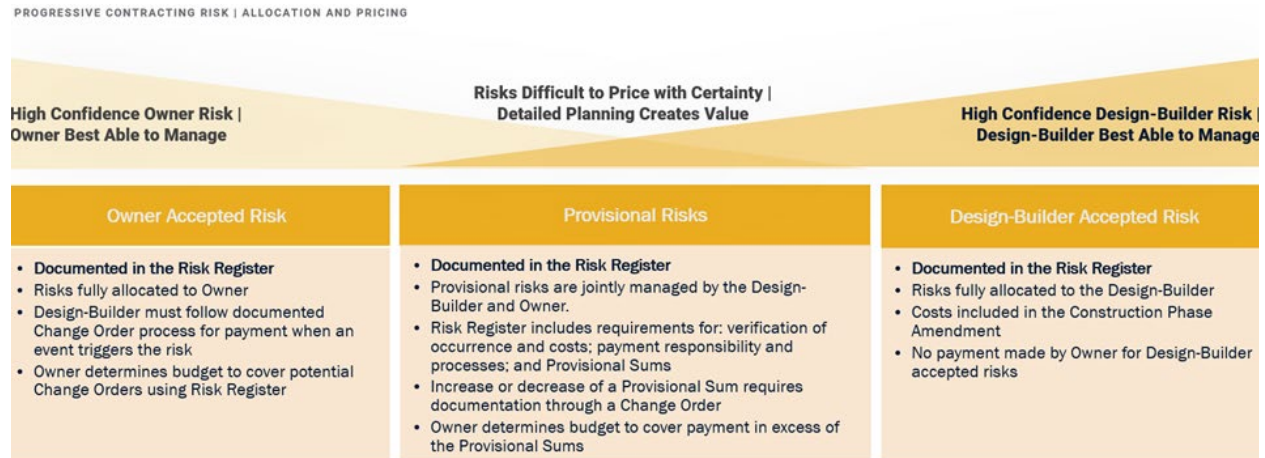 PROGRESSIVE CONTRACTING RISK | ALLOCATION AND PRICING
High Confidence Owner Risk |
Owner Best Able to Manage
Risks Difficult to Price with Certainty |
Detailed Planning Creates Value
High Confidence Design-Builder Risk |
Design-Builder Best Able to Manage
Owner Accepted Risk
• Documented in the Risk Register
• Risks fully allocated to Owner
• Design-Builder must follow documented
Change Order process for payment when an
event triggers the risk
• Owner determines budget to cover potential
Change Orders using Risk Register
Provisional Risks
• Documented in the Risk Register
• Provisional risks are jointly managed by the Design-
Builder and Owner.
• Risk Register includes requirements for: verification of
occurrence and costs; payment responsibility and
processes; and Provisional Sums
• Increase or decrease of a Provisional Sum requires
documentation through a Change Order
• Owner determines budget to cover payment in excess of
the Provisional Sums
Design-Builder Accepted Risk
• Documented in the Risk Register
• Risks fully allocated to the Design-Builder
• Costs included in the Construction Phase
Amendment
• No payment made by Owner for Design-Builder
accepted risks